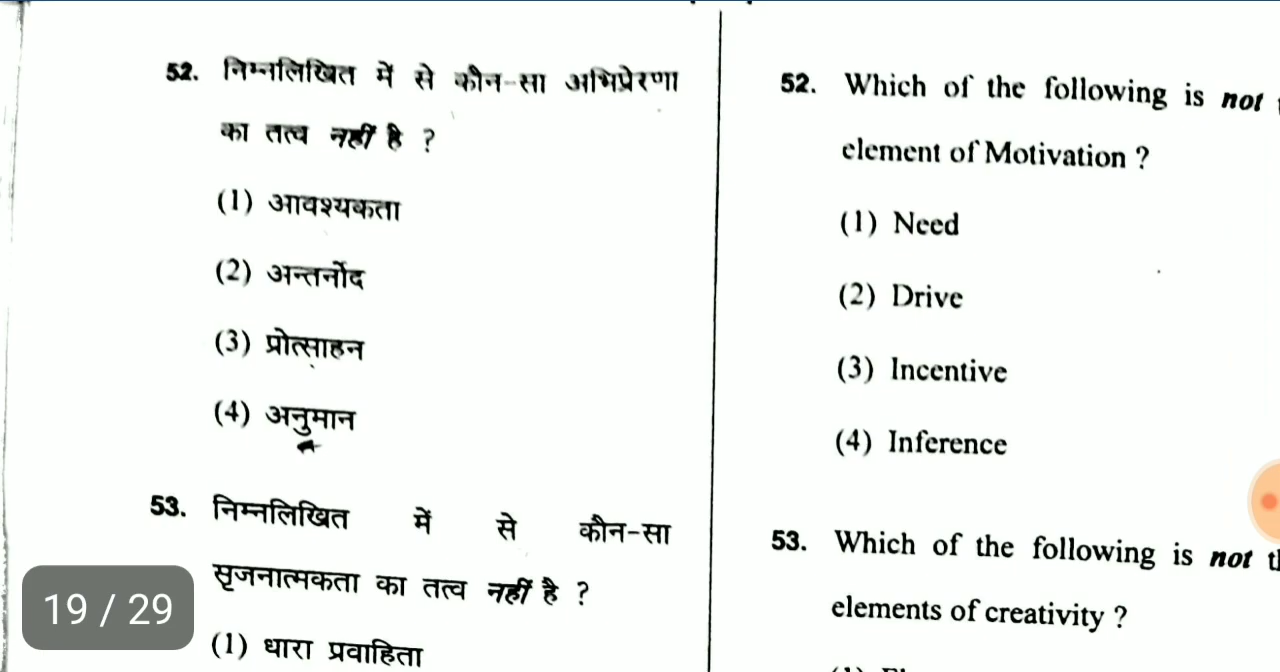 52. निम्नलिखित में से कौन-सा अभिप्रेरणा
का तत्व नहीं है ?
(1) आवश्यकता
(2) अन्तर्नोद
(3) प्रोत्साहन
(4) अनुमान
53. निम्नलिखित में से कौन-सा
सृजनात्मकता का तत्व नहीं है ?
(1) धारा प्रवाहिता
19 / 29
52. Which of the following is not
element of Motivation ?
(1) Need
(2) Drive
(3) Incentive
(4) Inference
53. Which of the following is not
elements of creativity ?